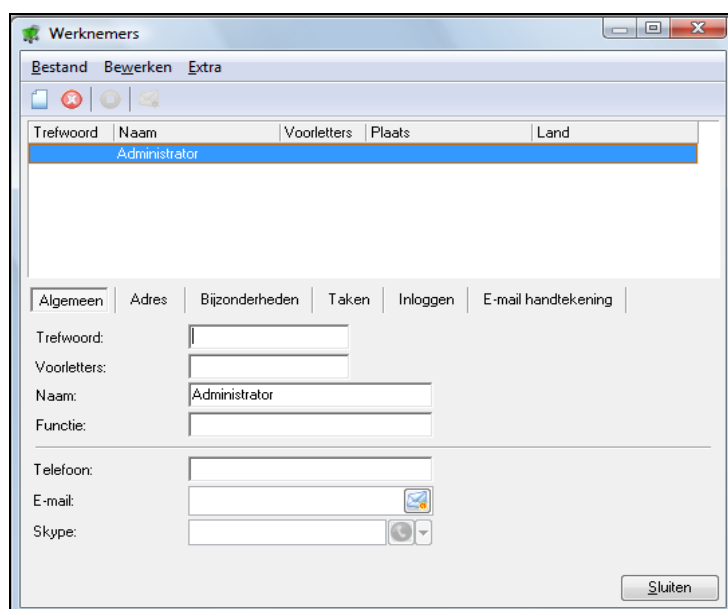 Werknemers
Bestand Bewerken Extra
Trefwoord Naam Voorletters Plaats Land
Administrator
Algemeen Adres Bijzonderheden Taken Inloggen E-mail handtekening
Trefwoord:
Voorletters:
Naam: Administrator
Functie:
Telefoon:
E-mail:
Skype:
Sluiten